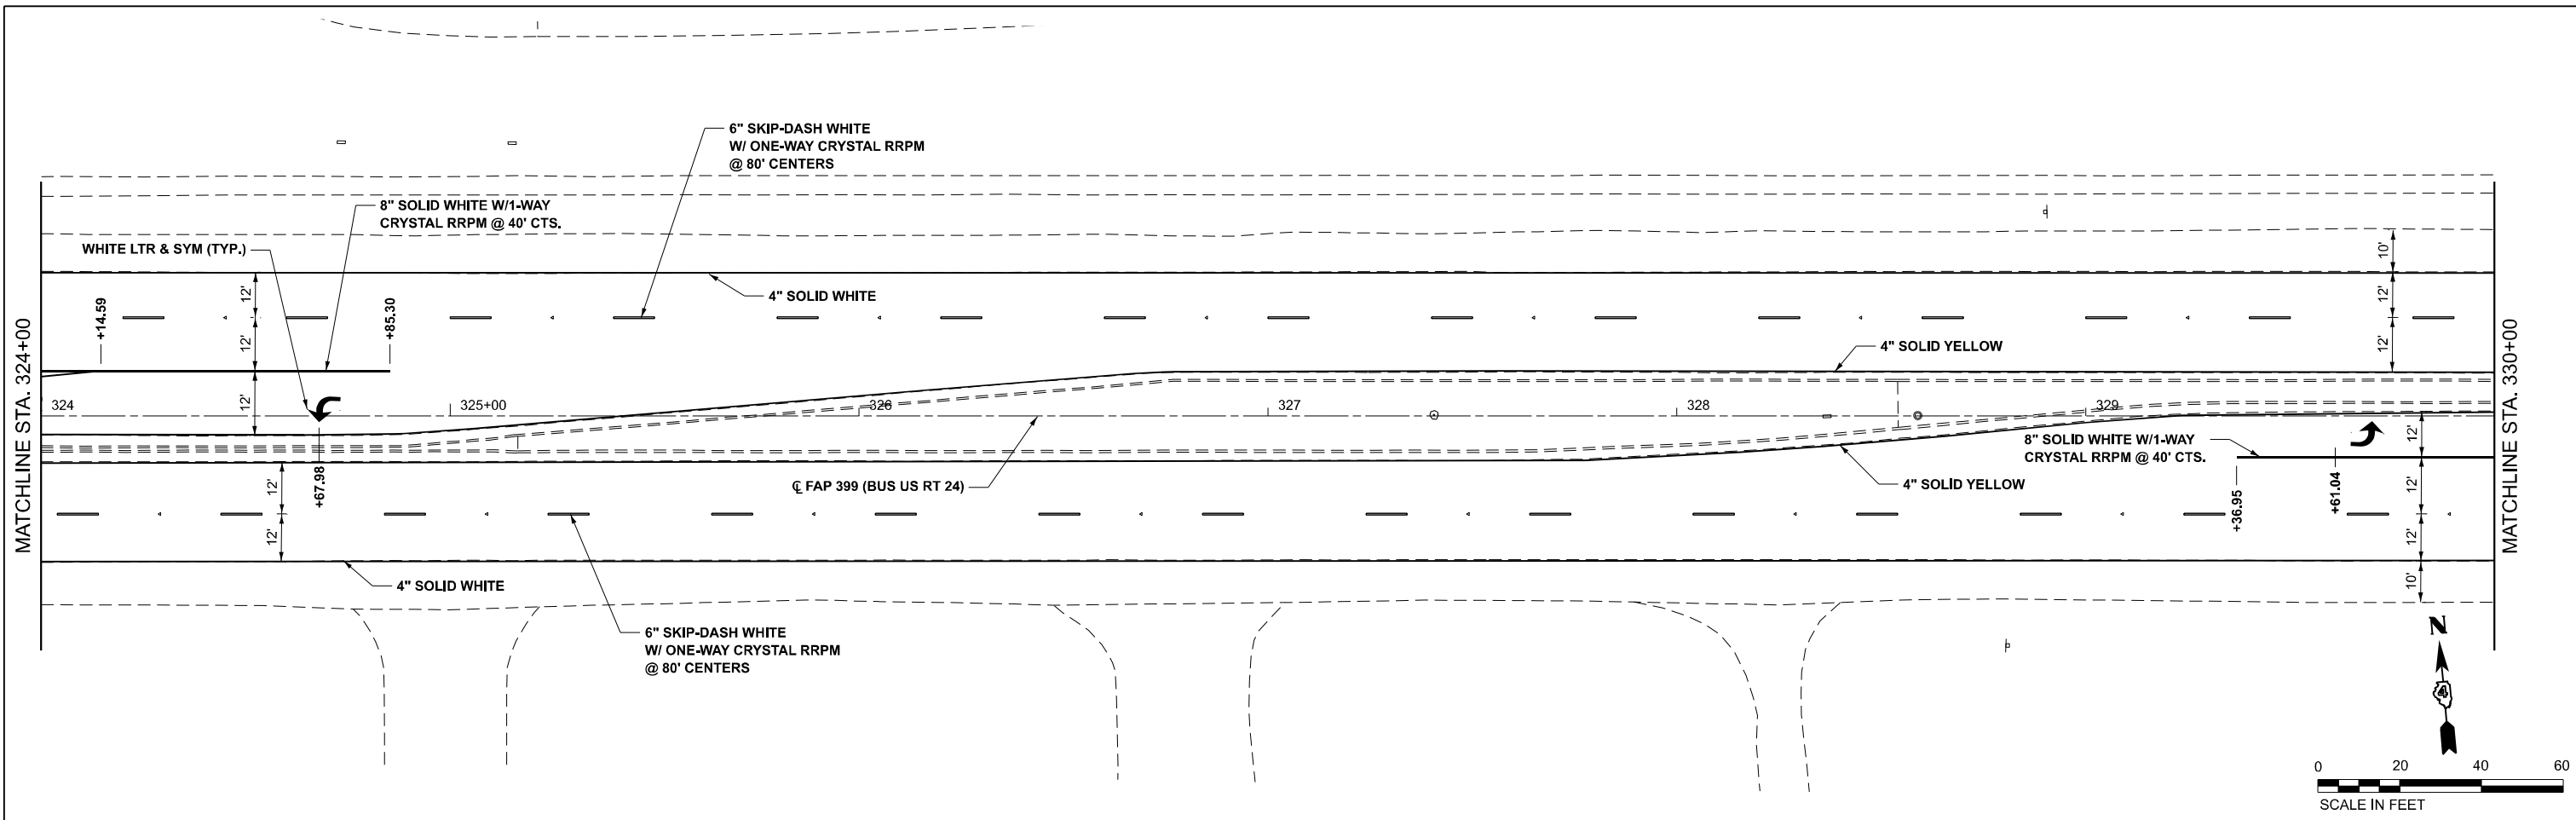 6" SKIP-DASH WHITE
W/ ONE-WAY CRYSTAL RRPM
@ 80' CENTERS
8" SOLID WHITE W/1-WAY
CRYSTAL RRPM @ 40' CTS.
WHITE LTR & SYM (TYP.)
4" SOLID WHITE
10'
12'
12'
12'
12'
12'
+14.59
+85.30
4" SOLID YELLOW
MATCHLINE STA. 324+00
MATCHLINE STA. 330+00
324
325+00
326
327
328
329
+67.98
8" SOLID WHITE W/1-WAY
CRYSTAL RRPM @ 40' CTS.
12'
12'
12'
10'
+36.95
+61.04
℄ FAP 399 (BUS US RT 24)
4" SOLID YELLOW
12'
12'
4" SOLID WHITE
6" SKIP-DASH WHITE
W/ ONE-WAY CRYSTAL RRPM
@ 80' CENTERS
N
4
0 20 40 60
SCALE IN FEET